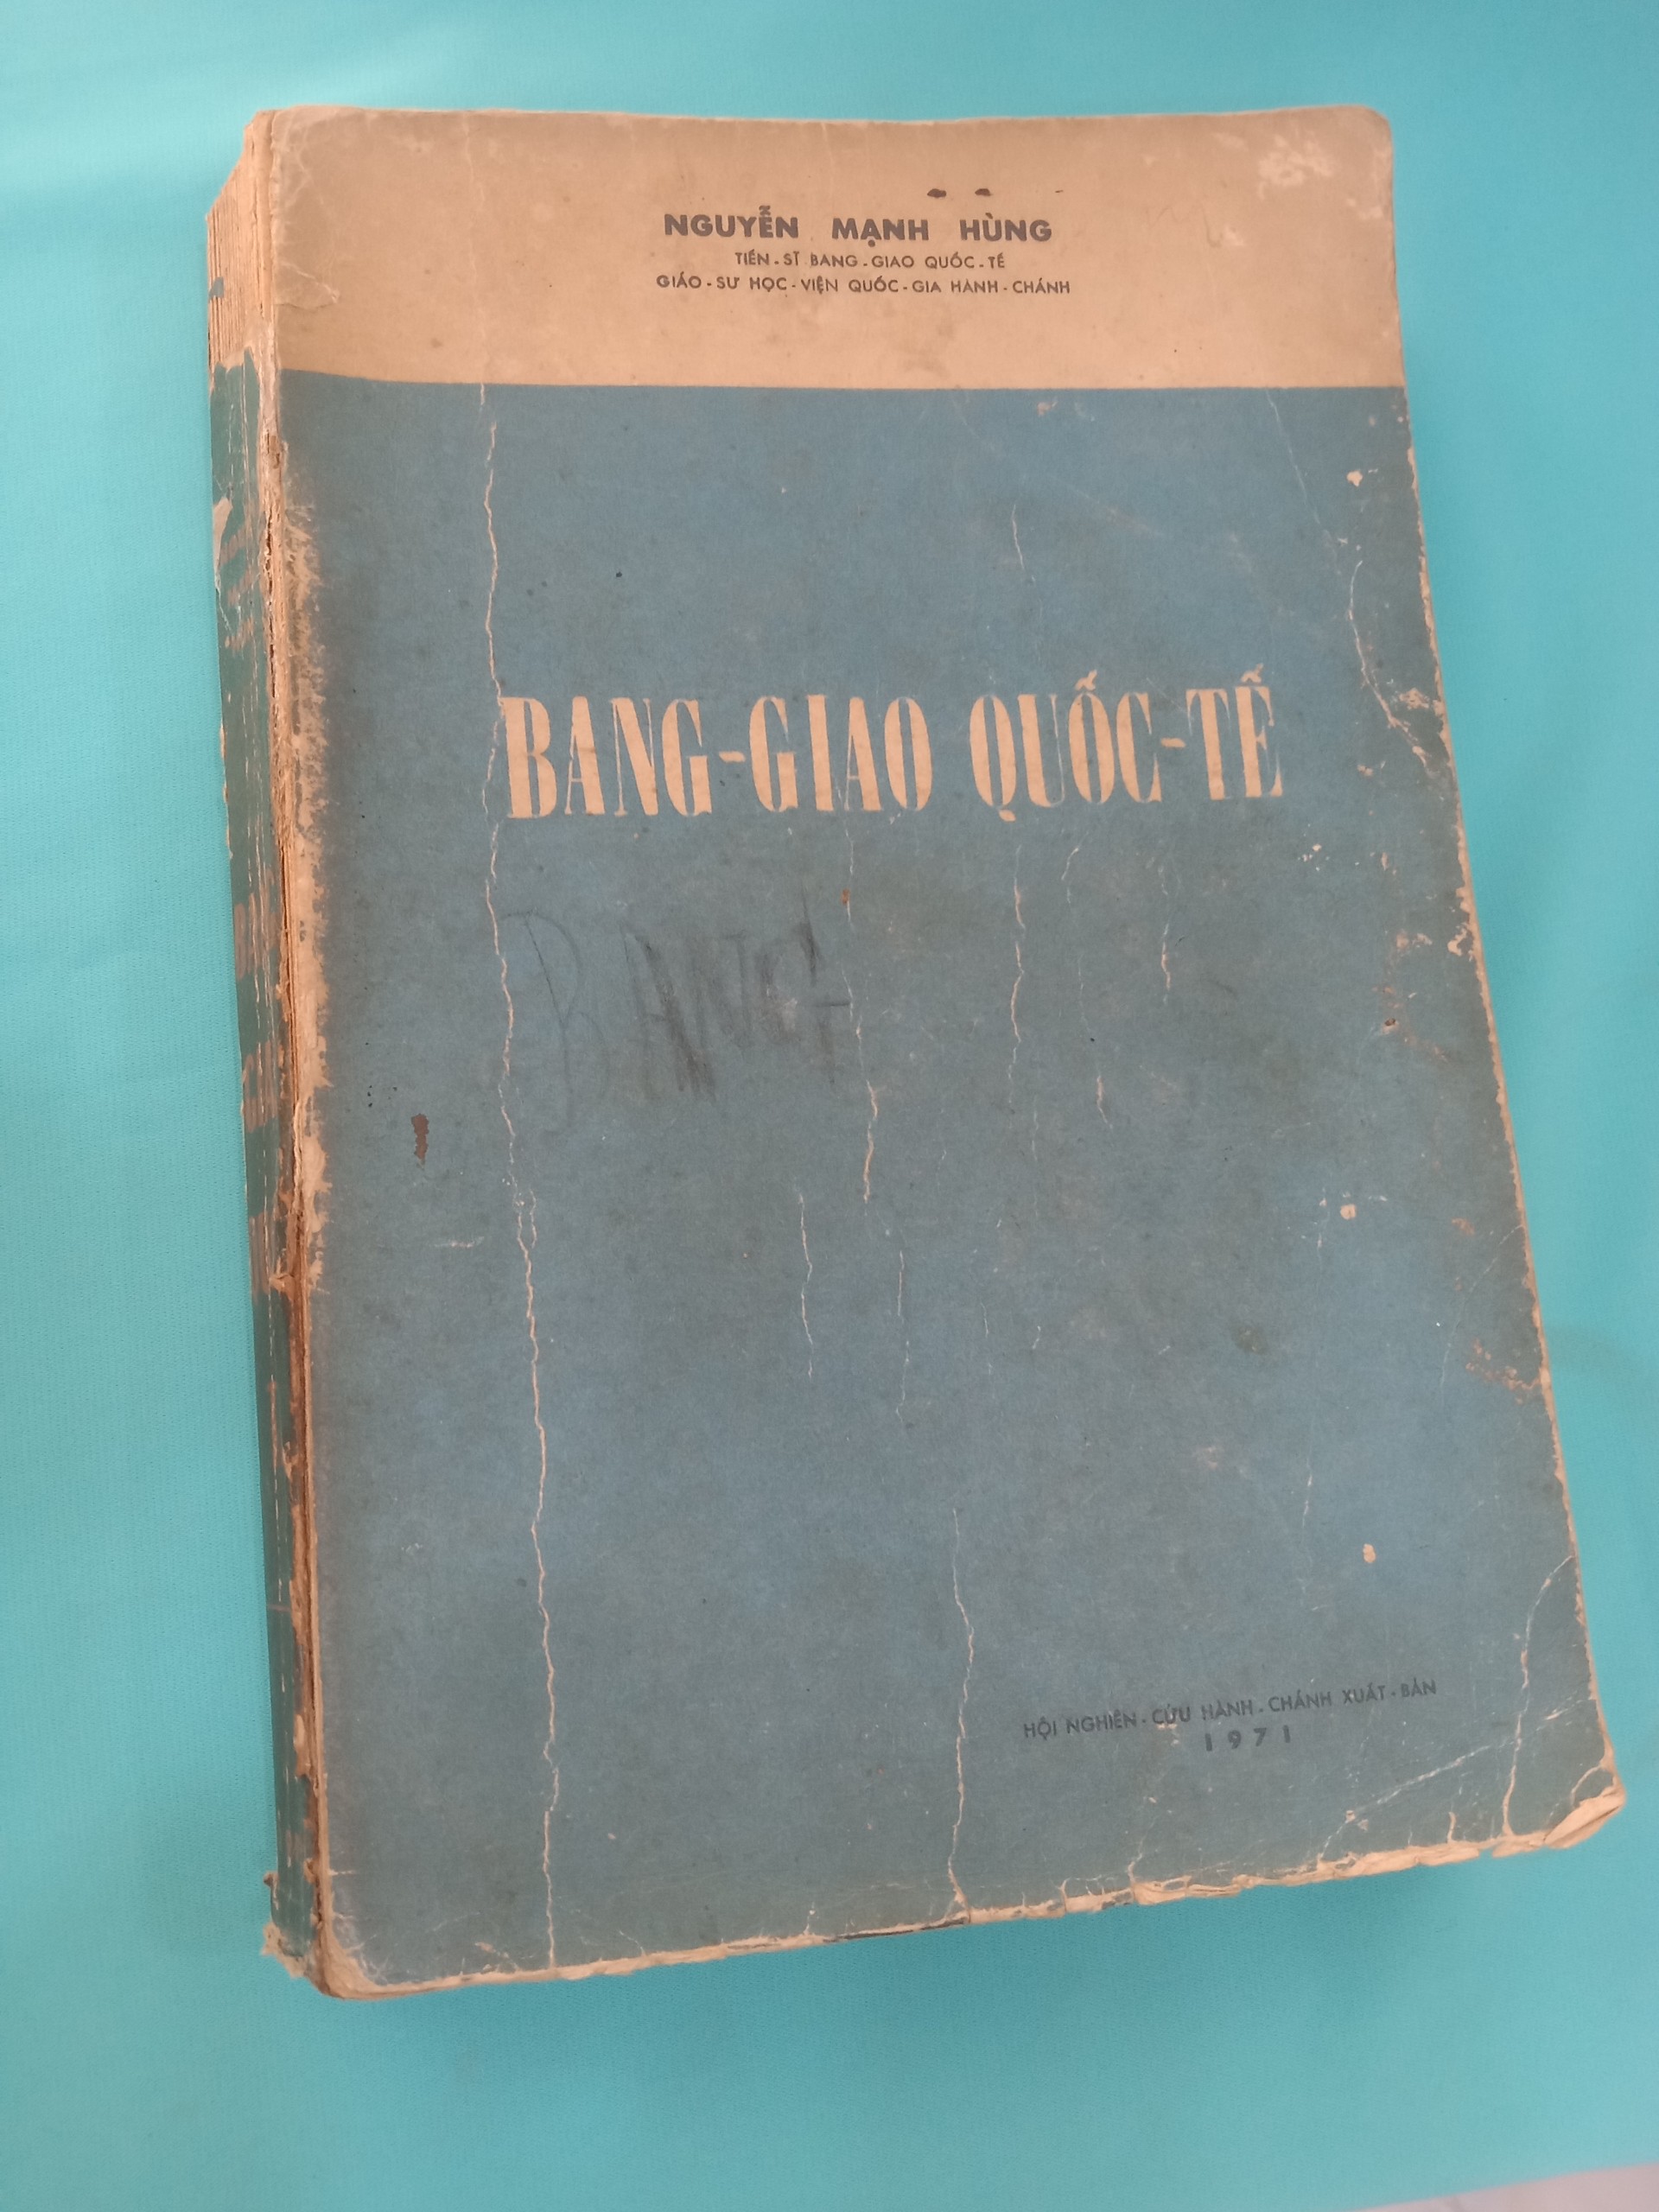 NGUYỄN MẠNH HÙNG
TIẾN-SĨ BANG-GIAO QUỐC-TẾ
GIÁO-SƯ HỌC-VIỆN QUỐC-GIA HÀNH-CHÁNH
BANG-GIAO QUỐC-TẾ
BANG
HỘI NGHIÊN-CỨU HÀNH-CHÁNH XUẤT-BẢN
1971